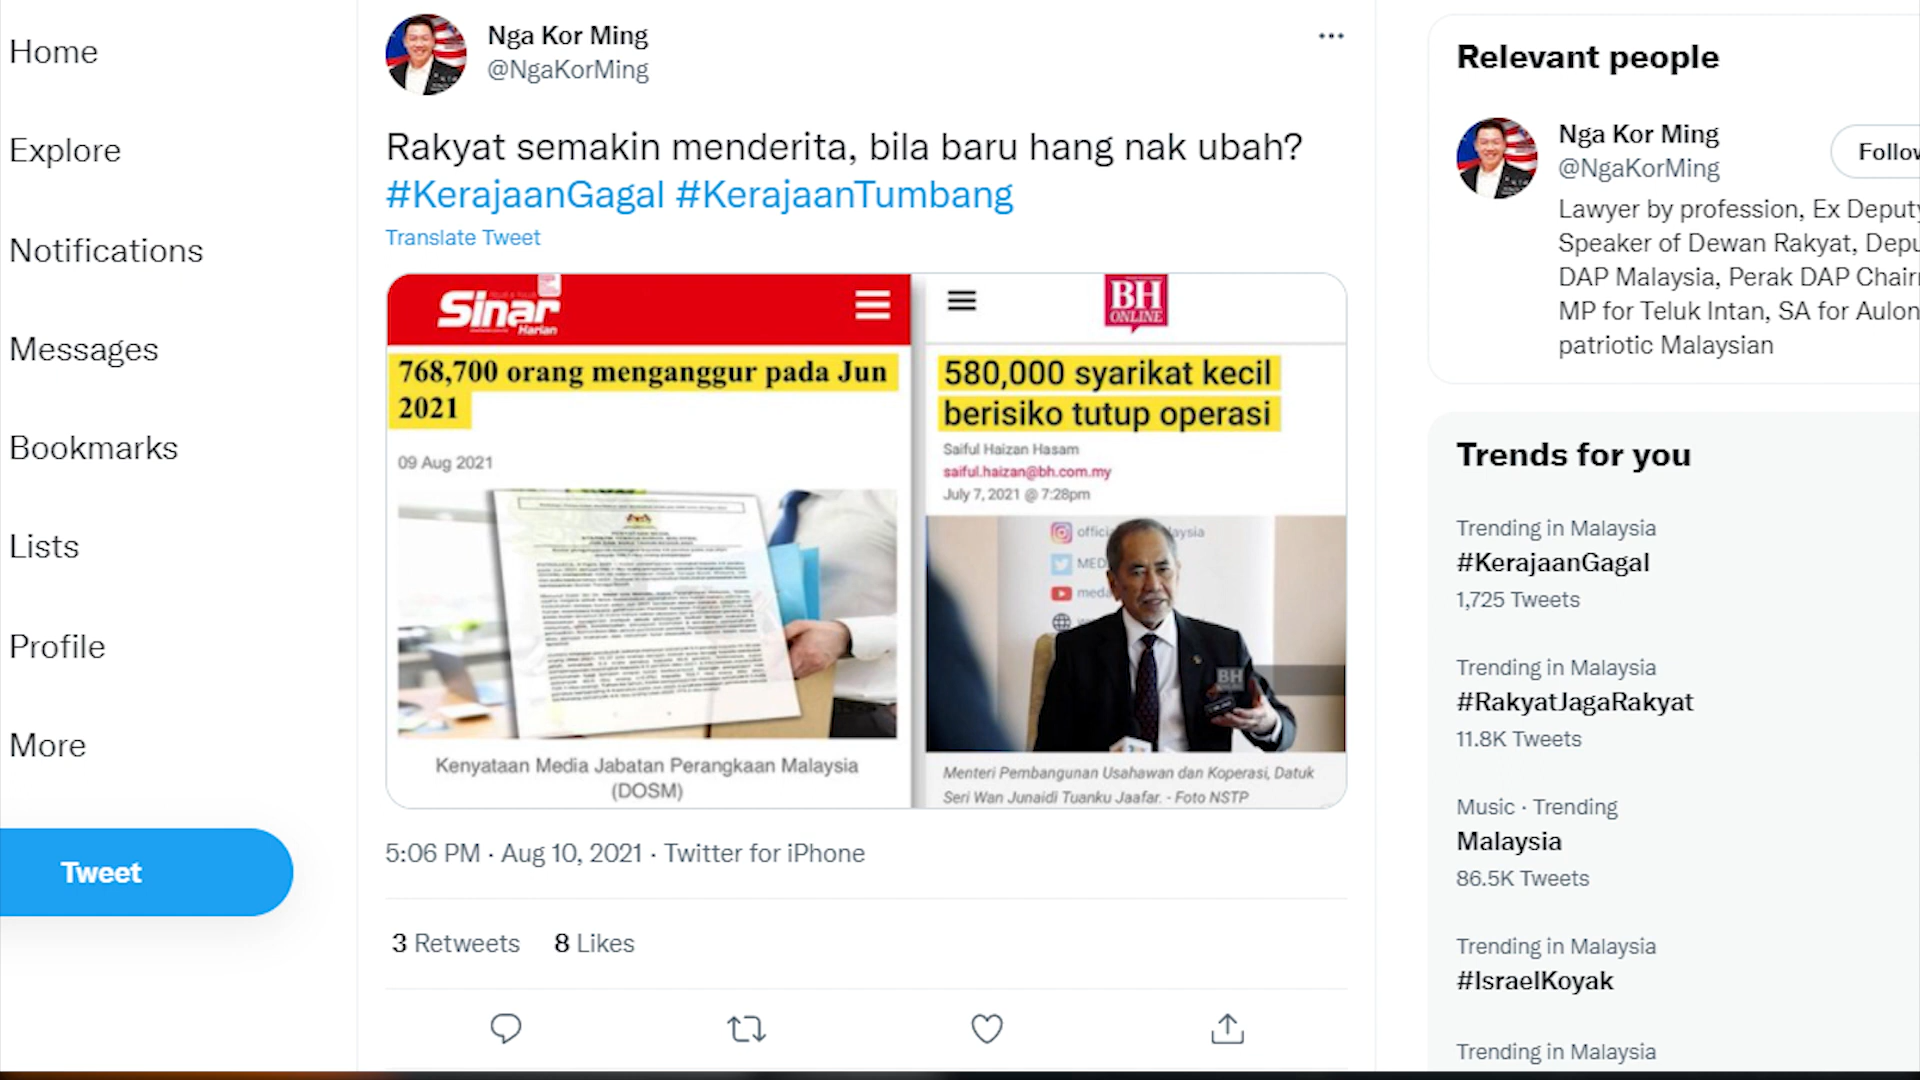 Home
Explore
Notifications
Messages
Bookmarks
Lists
Profile
More
Tweet
Nga Kor Ming
@NgaKorMing
Rakyat semakin menderita, bila baru hang nak ubah?
#KerajaanGagal #KerajaanTumbang
Translate Tweet
Sinar
Harian
768,700 orang menganggur pada Jun
2021
09 Aug 2021
Kenyataan Media Jabatan Perangkaan Malaysia
(DOSM)
BH
ONLINE
580,000 syarikat kecil
berisiko tutup operasi
Saiful Haizan Hasam
saiful.haizan@bh.com.my
July 7, 2021 @ 7:28pm
BH
Menteri Pembangunan Usahawan dan Koperasi, Datuk
Seri Wan Junaidi Tuanku Jaafar. - Foto NSTP
5:06 PM · Aug 10, 2021 · Twitter for iPhone
3 Retweets 8 Likes
Relevant people
Nga Kor Ming
@NgaKorMing
Follow
Lawyer by profession, Ex Deputy
Speaker of Dewan Rakyat, Depu
DAP Malaysia, Perak DAP Chair
MP for Teluk Intan, SA for Aulon
patriotic Malaysian
Trends for you
Trending in Malaysia
#KerajaanGagal
1,725 Tweets
Trending in Malaysia
#RakyatJagaRakyat
11.8K Tweets
Music · Trending
Malaysia
86.5K Tweets
Trending in Malaysia
#IsraelKoyak
Trending in Malaysia